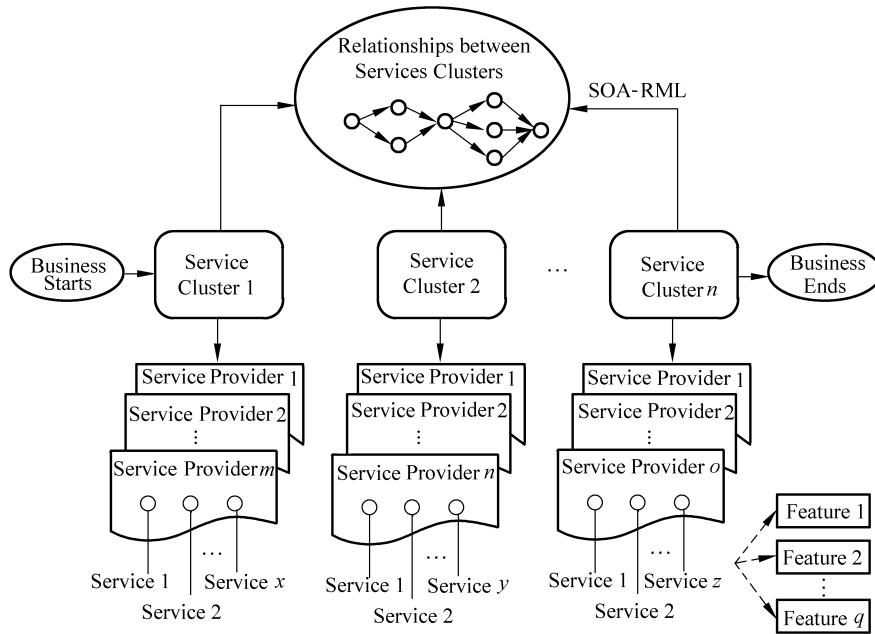 Relationships between
Services Clusters
SOA-RML
Business
Starts
Service
Cluster 1
Service
Cluster 2
...
Service
Cluster n
Business
Ends
Service Provider 1
Service Provider 2
⋮
Service Provider m
Service 1
Service 2
...
Service x
Service Provider 1
Service Provider 2
⋮
Service Provider n
Service 1
Service 2
...
Service y
Service Provider 1
Service Provider 2
⋮
Service Provider o
Service 1
Service 2
...
Service z
Feature 1
Feature 2
⋮
Feature q